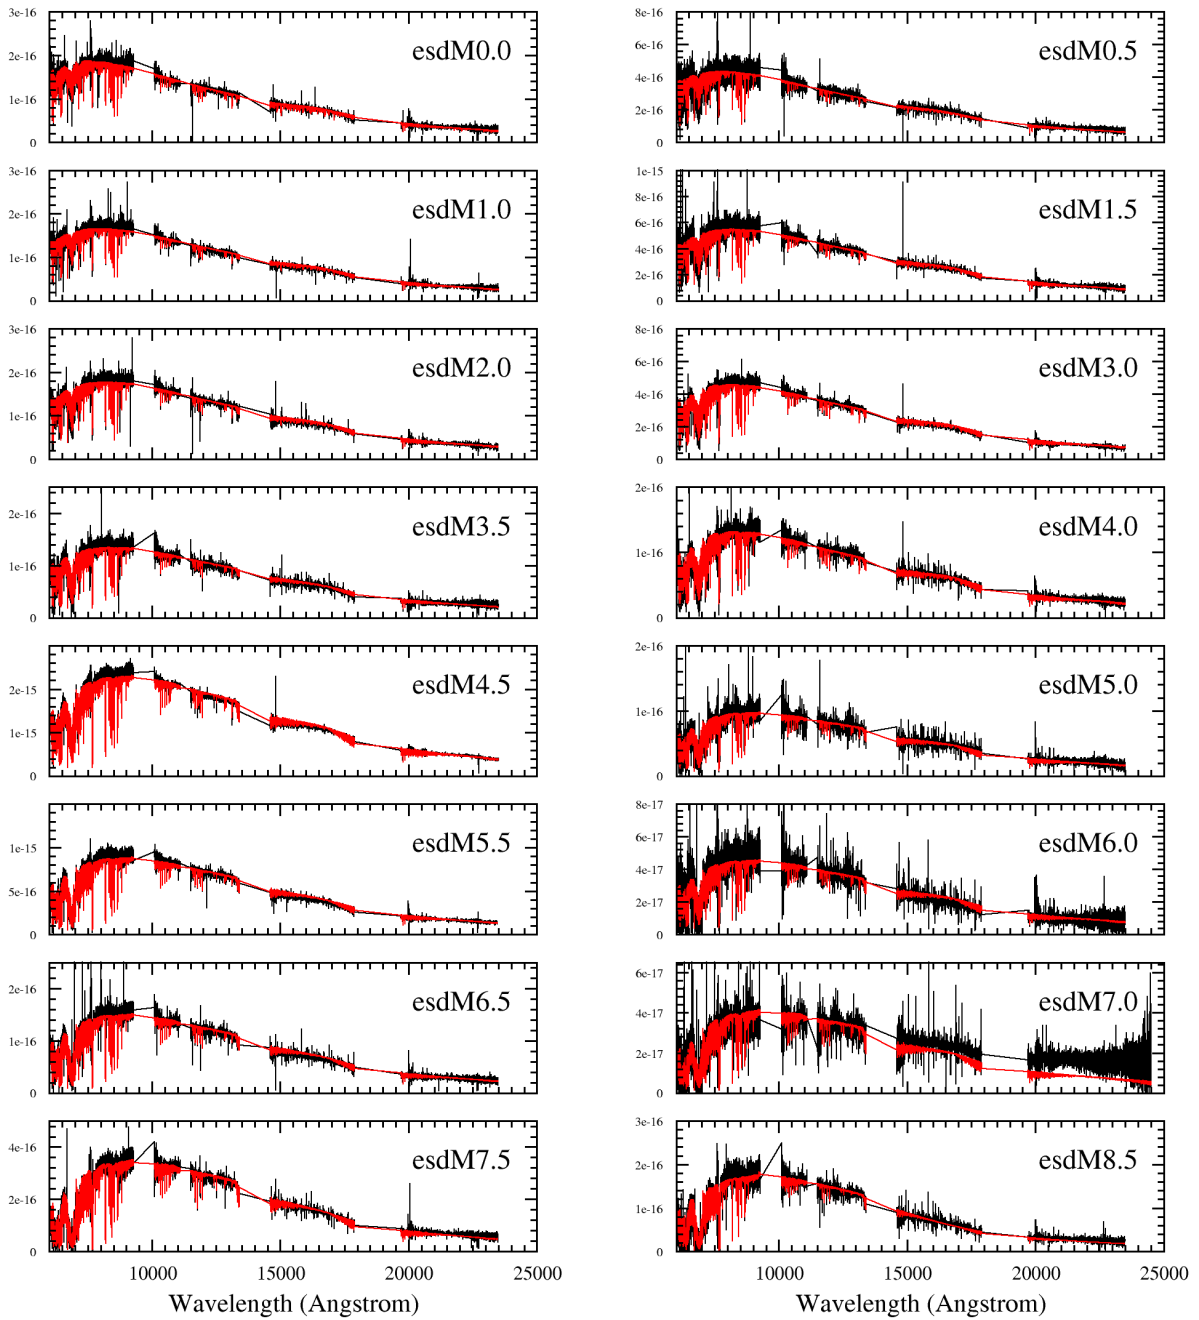 3e-16
2e-16
1e-16
0
esdM0.0
8e-16
6e-16
4e-16
2e-16
0
esdM0.5
3e-16
2e-16
1e-16
0
esdM1.0
1e-15
8e-16
6e-16
4e-16
2e-16
0
esdM1.5
3e-16
2e-16
1e-16
0
esdM2.0
8e-16
6e-16
4e-16
2e-16
0
esdM3.0
2e-16
1e-16
0
esdM3.5
2e-16
1e-16
0
esdM4.0
2e-15
1e-15
0
esdM4.5
2e-16
1e-16
0
esdM5.0
1e-15
5e-16
0
esdM5.5
8e-17
6e-17
4e-17
2e-17
0
esdM6.0
2e-16
1e-16
0
esdM6.5
6e-17
4e-17
2e-17
0
esdM7.0
4e-16
2e-16
0
esdM7.5
3e-16
2e-16
1e-16
0
esdM8.5
10000 15000 20000 25000
Wavelength (Angstrom)
10000 15000 20000 25000
Wavelength (Angstrom)